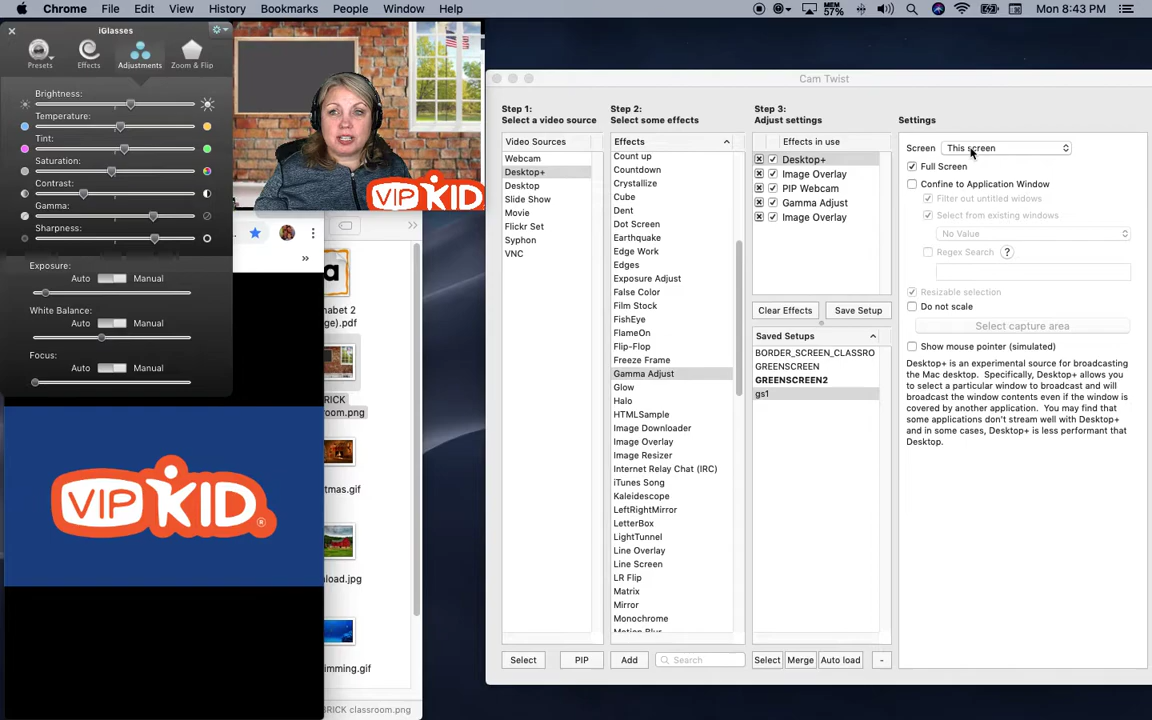 Chrome File Edit View History Bookmarks People Window Help
MEM 57% Mon 8:43 PM
iGlasses
Presets Effects Adjustments Zoom & Flip
Brightness:
Temperature:
Tint:
Saturation:
Contrast:
Gamma:
Sharpness:
Exposure:
Auto Manual
White Balance:
Auto Manual
Focus:
Auto Manual
VIP KID
VIP KID ®
a
habet 2
ge).pdf
RICK
room.png
mas.gif
load.jpg
mming.gif
RICK classroom.png
Cam Twist
Step 1:
Select a video source
Video Sources
Webcam
Desktop+
Desktop
Slide Show
Movie
Flickr Set
Syphon
VNC
Select PIP
Step 2:
Select some effects
Effects
Count up
Countdown
Crystallize
Cube
Dent
Dot Screen
Earthquake
Edge Work
Edges
Exposure Adjust
False Color
Film Stock
FishEye
FlameOn
Flip-Flop
Freeze Frame
Gamma Adjust
Glow
Halo
HTMLSample
Image Downloader
Image Overlay
Image Resizer
Internet Relay Chat (IRC)
iTunes Song
Kaleidescope
LeftRightMirror
LetterBox
LightTunnel
Line Overlay
Line Screen
LR Flip
Matrix
Mirror
Monochrome
Motion Blur
Add Search
Step 3:
Adjust settings
Effects in use
Desktop+
Image Overlay
PIP Webcam
Gamma Adjust
Image Overlay
Clear Effects Save Setup
Saved Setups
BORDER_SCREEN_CLASSRO
GREENSCREEN
GREENSCREEN2
gs1
Select Merge Auto load -
Settings
Screen This screen
Full Screen
Confine to Application Window
Filter out untitled widows
Select from existing windows
No Value
Regex Search ?
Resizable selection
Do not scale
Select capture area
Show mouse pointer (simulated)
Desktop+ is an experimental source for broadcasting
the Mac desktop. Specifically, Desktop+ allows you
to select a particular window to broadcast and will
broadcast the window contents even if the window is
covered by another application. You may find that
some applications don't stream well with Desktop+
and in some cases, Desktop+ is less performant that
Desktop.